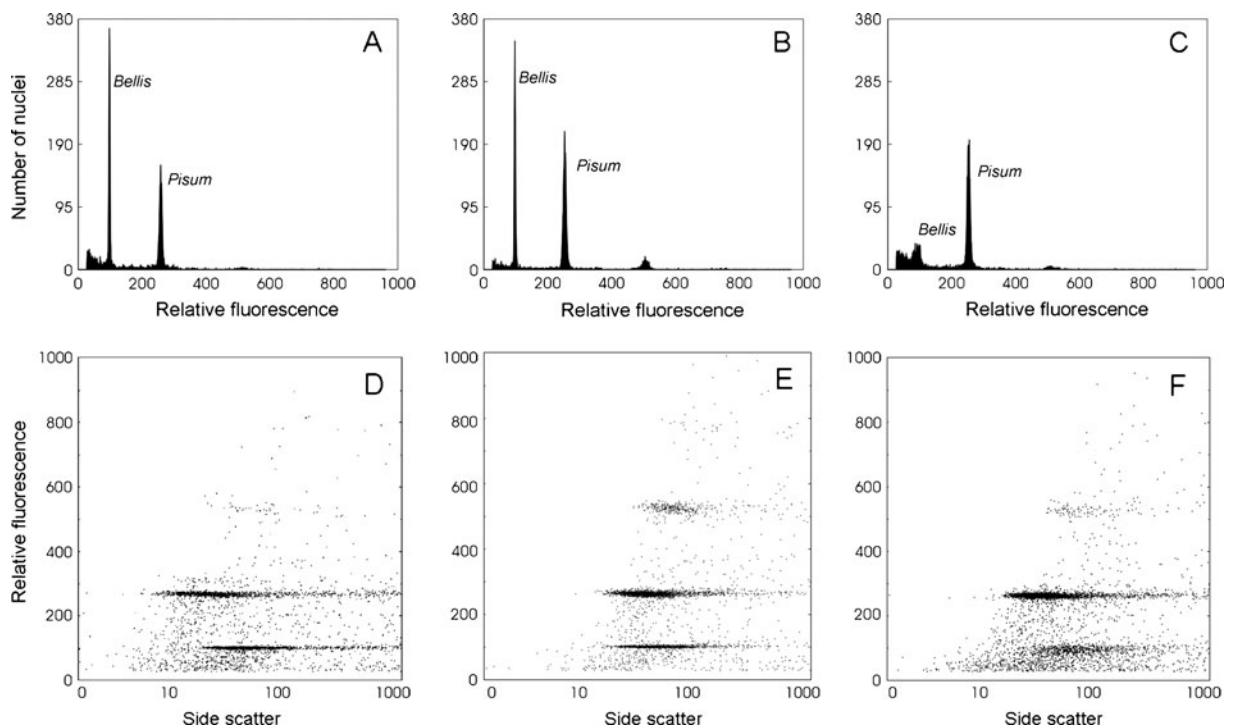 380
285
190
95
0
Number of nuclei
A
Bellis
Pisum
0 200 400 600 800 1000
Relative fluorescence
380
285
190
95
0
B
Bellis
Pisum
0 200 400 600 800 1000
Relative fluorescence
380
285
190
95
0
C
Bellis
Pisum
0 200 400 600 800 1000
Relative fluorescence
1000
800
600
400
200
0
Relative fluorescence
D
0 10 100 1000
Side scatter
1000
800
600
400
200
0
E
0 10 100 1000
Side scatter
1000
800
600
400
200
0
F
0 10 100 1000
Side scatter